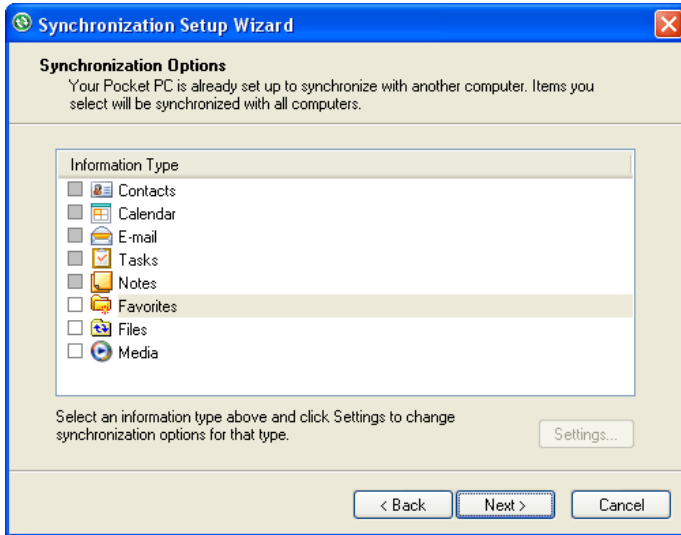 Synchronization Setup Wizard
Synchronization Options
Your Pocket PC is already set up to synchronize with another computer. Items you
select will be synchronized with all computers.
Information Type
Contacts
Calendar
E-mail
Tasks
Notes
Favorites
Files
Media
Select an information type above and click Settings to change
synchronization options for that type.
Settings...
< Back
Next >
Cancel